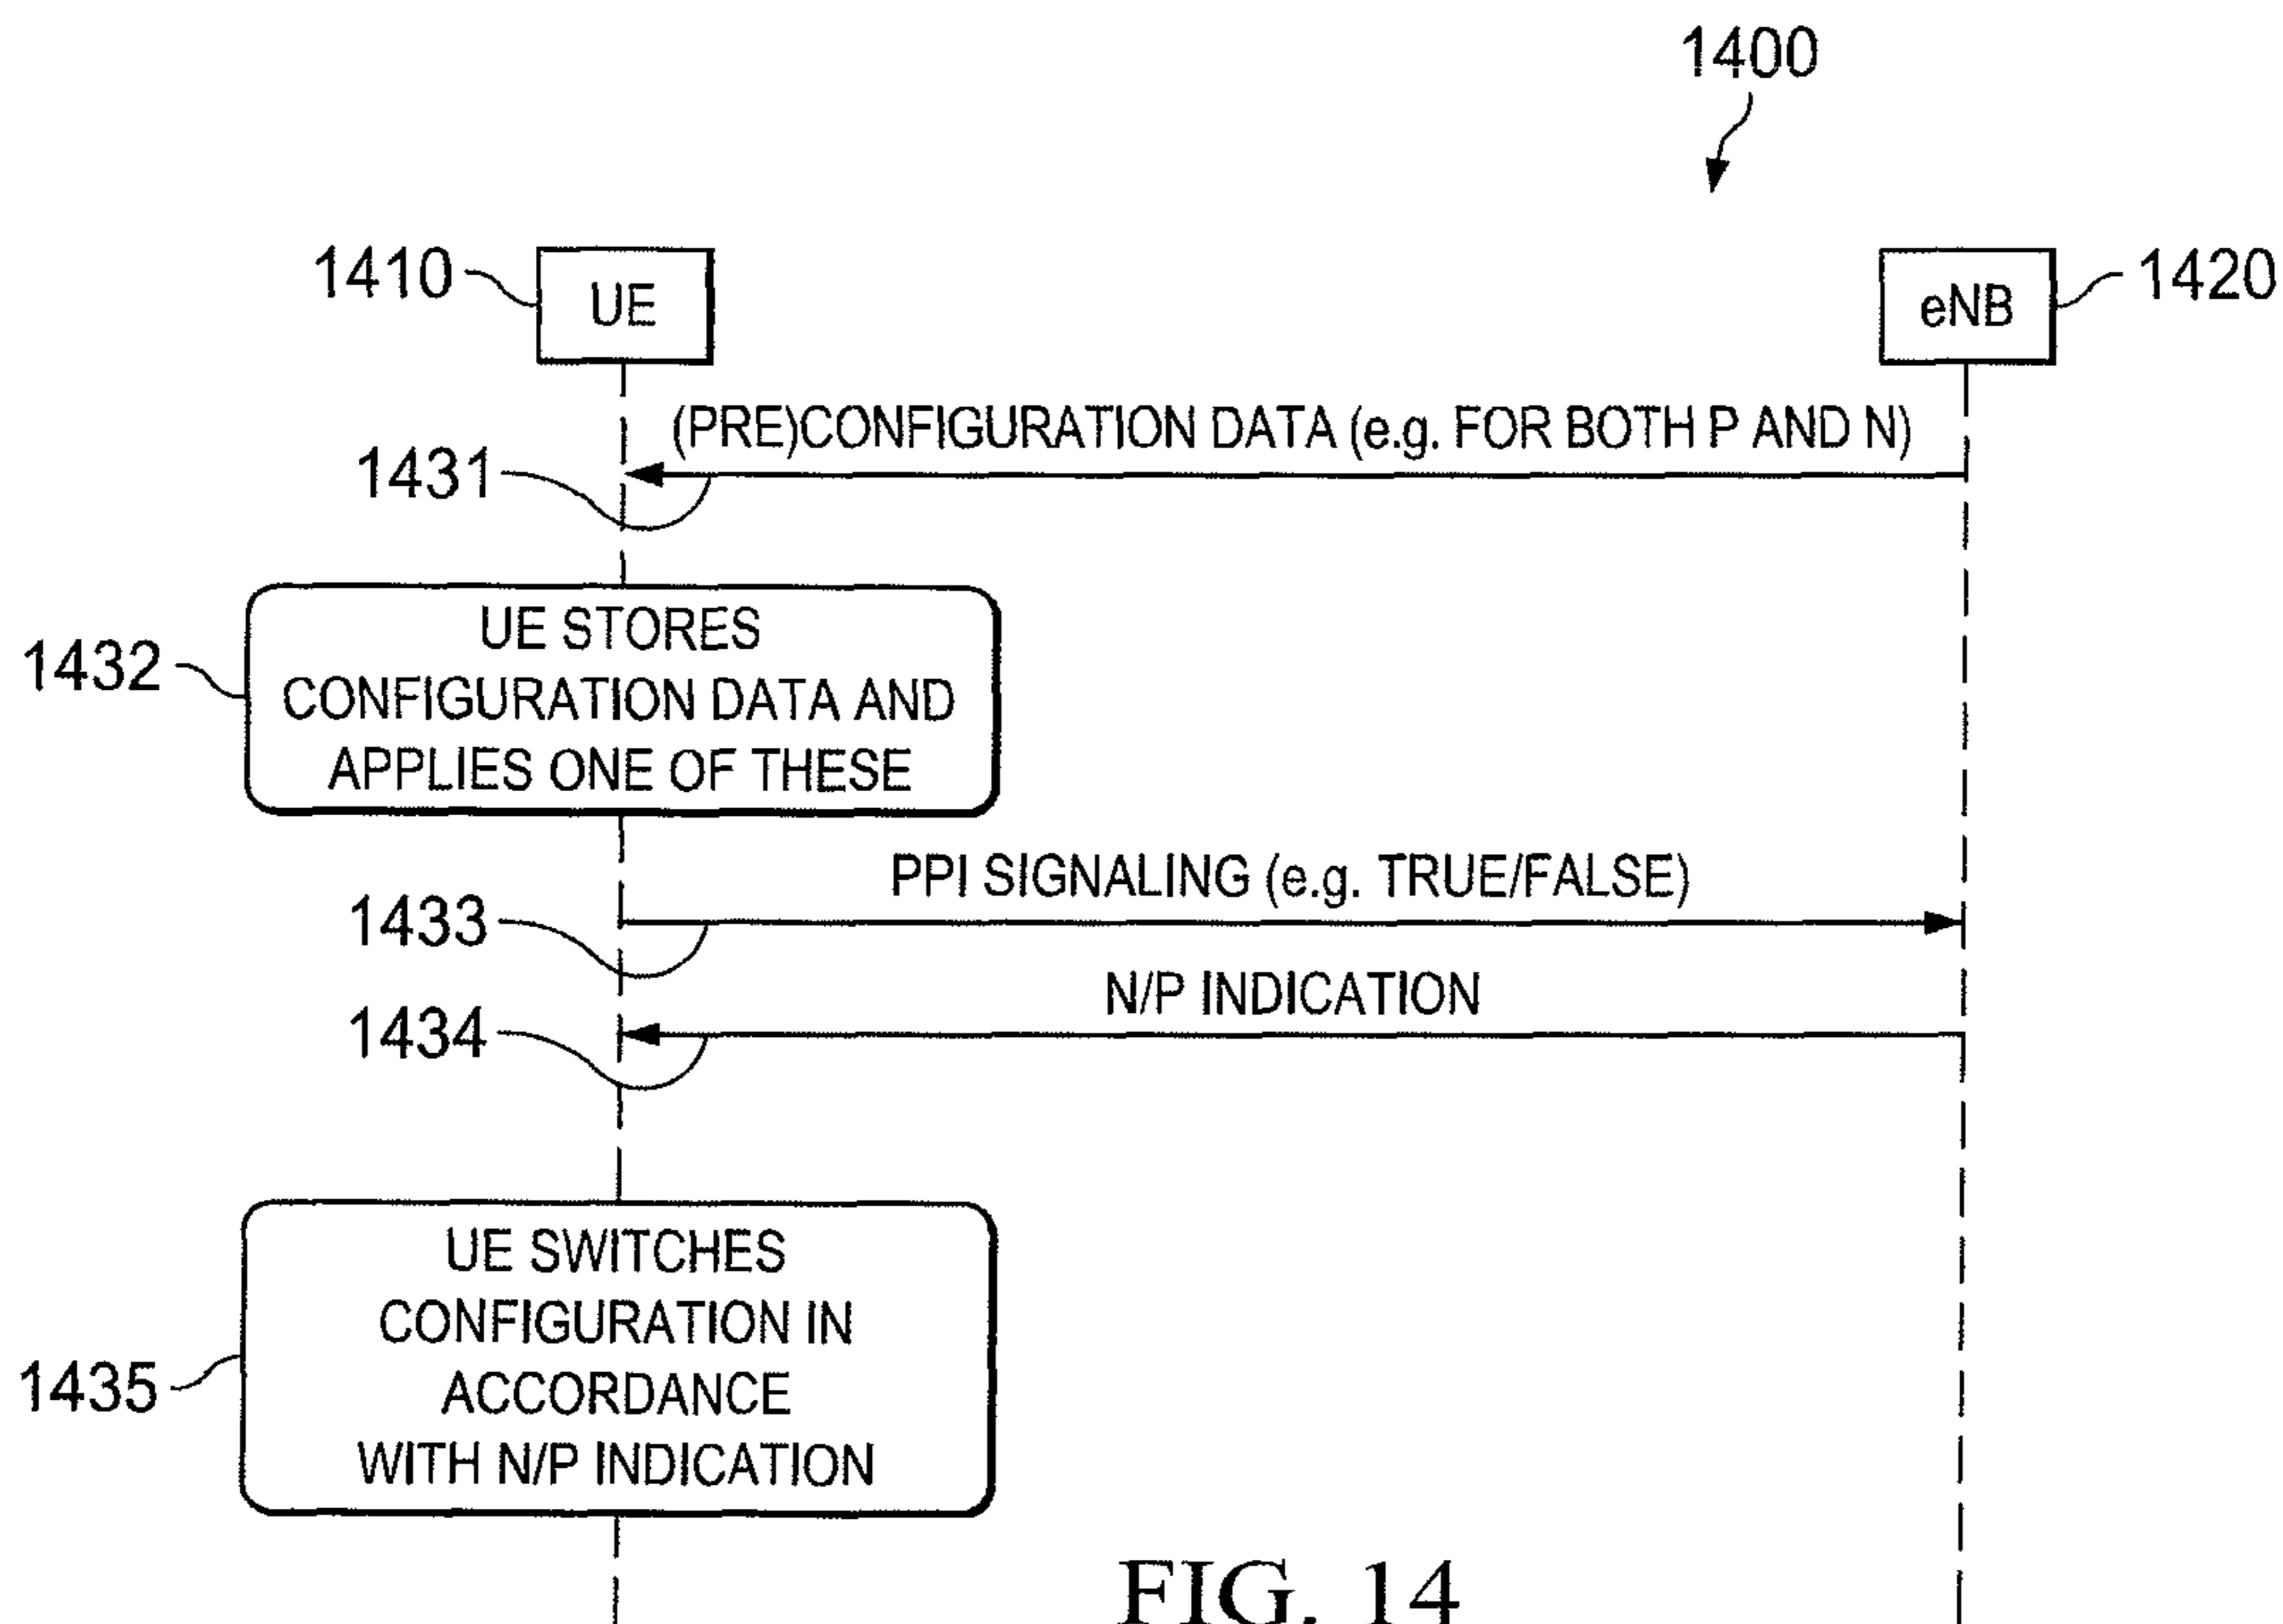 1400
1410
UE
eNB
1420
(PRE)CONFIGURATION DATA (e.g. FOR BOTH P AND N)
1431
1432
UE STORES
CONFIGURATION DATA AND
APPLIES ONE OF THESE
PPI SIGNALING (e.g. TRUE/FALSE)
1433
N/P INDICATION
1434
1435
UE SWITCHES
CONFIGURATION IN
ACCORDANCE
WITH N/P INDICATION
FIG. 14